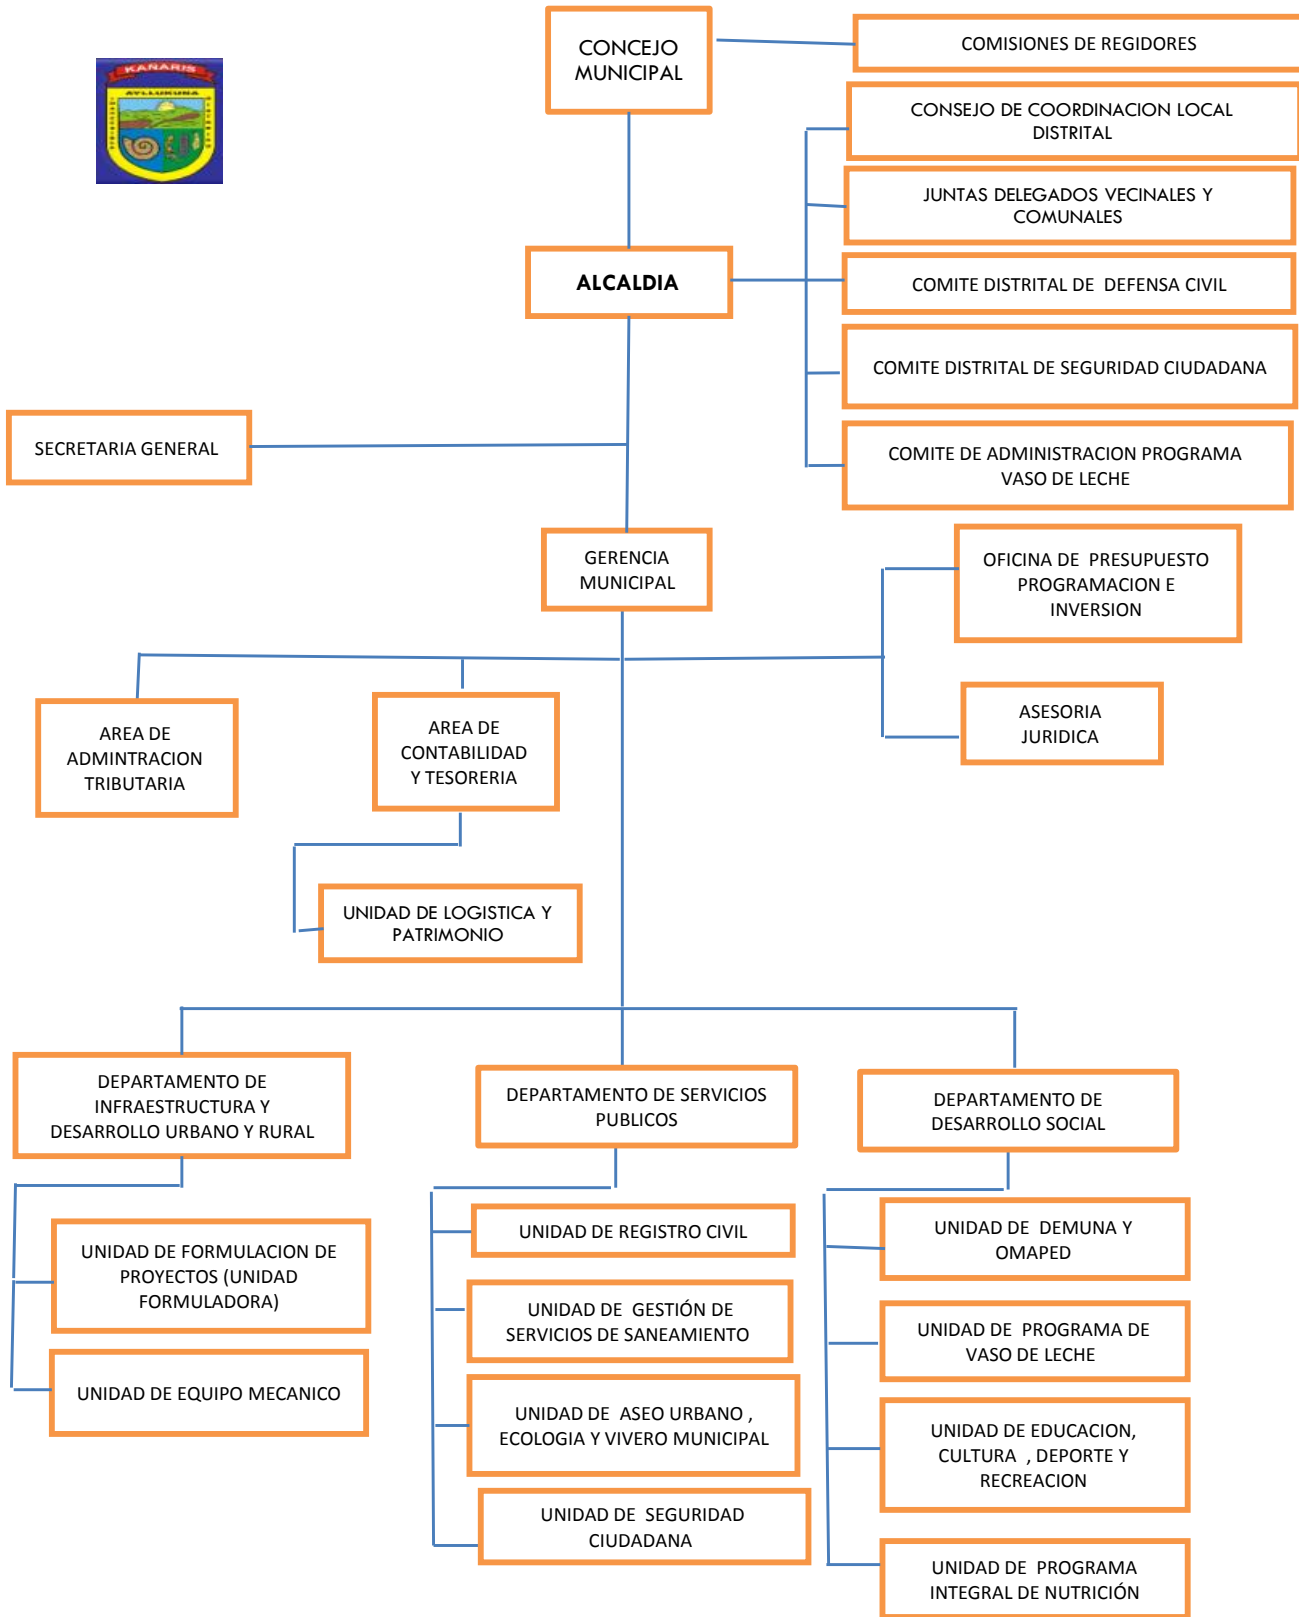 KAÑARIS
AYLLUKUNA
CONCEJO
MUNICIPAL
COMISIONES DE REGIDORES
CONSEJO DE COORDINACION LOCAL
DISTRITAL
JUNTAS DELEGADOS VECINALES Y
COMUNALES
ALCALDIA
COMITE DISTRITAL DE DEFENSA CIVIL
COMITE DISTRITAL DE SEGURIDAD CIUDADANA
SECRETARIA GENERAL
COMITE DE ADMINISTRACION PROGRAMA
VASO DE LECHE
GERENCIA
MUNICIPAL
OFICINA DE PRESUPUESTO
PROGRAMACION E
INVERSION
AREA DE
ADMINTRACION
TRIBUTARIA
AREA DE
CONTABILIDAD
Y TESORERIA
ASESORIA
JURIDICA
UNIDAD DE LOGISTICA Y
PATRIMONIO
DEPARTAMENTO DE
INFRAESTRUCTURA Y
DESARROLLO URBANO Y RURAL
DEPARTAMENTO DE SERVICIOS
PUBLICOS
DEPARTAMENTO DE
DESARROLLO SOCIAL
UNIDAD DE FORMULACION DE
PROYECTOS (UNIDAD
FORMULADORA)
UNIDAD DE EQUIPO MECANICO
UNIDAD DE REGISTRO CIVIL
UNIDAD DE GESTIÓN DE
SERVICIOS DE SANEAMIENTO
UNIDAD DE ASEO URBANO ,
ECOLOGIA Y VIVERO MUNICIPAL
UNIDAD DE SEGURIDAD
CIUDADANA
UNIDAD DE DEMUNA Y
OMAPED
UNIDAD DE PROGRAMA DE
VASO DE LECHE
UNIDAD DE EDUCACION,
CULTURA , DEPORTE Y
RECREACION
UNIDAD DE PROGRAMA
INTEGRAL DE NUTRICIÓN